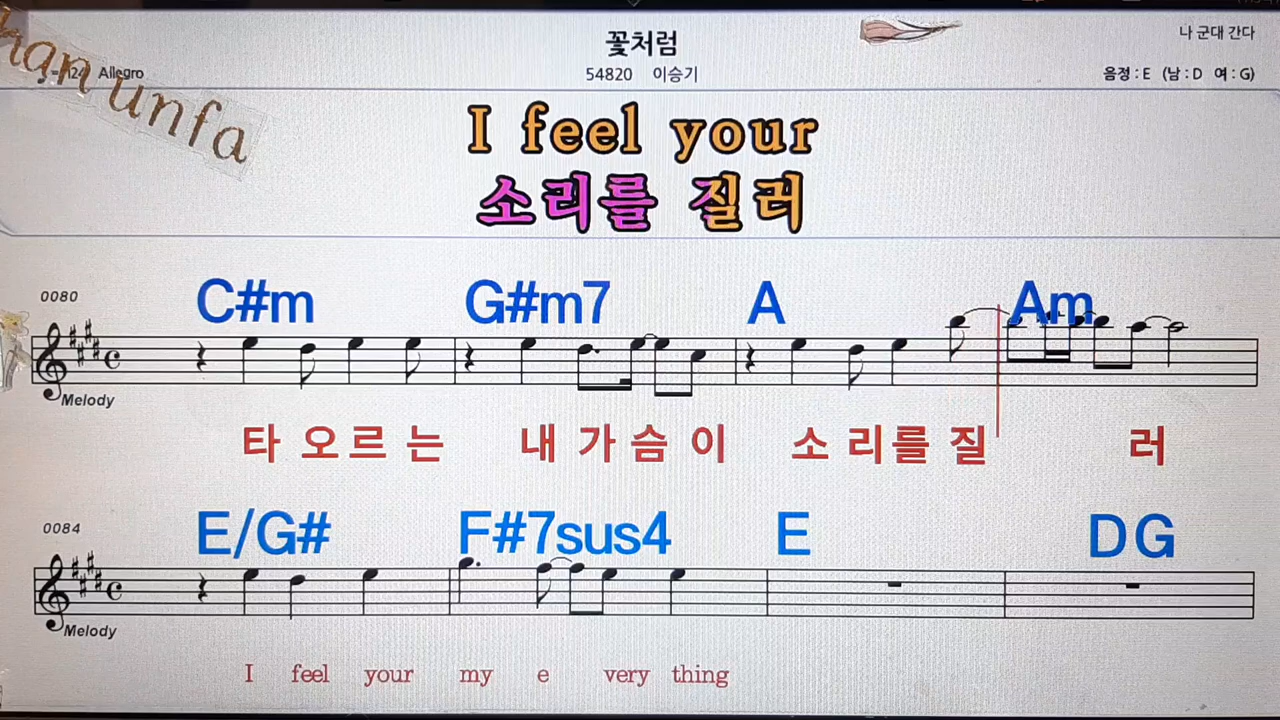 꽃처럼
나 군대 간다
han unfa
Allegro
54820 이승기
음정 : E (남 : D 여 : G)
I feel your
소리를 질러
0080
C#m G#m7 A Am
Melody
타 오르 는 내 가슴 이 소 리를 질 러
0084
E/G# F#7sus4 E D G
Melody
I feel your my e very thing